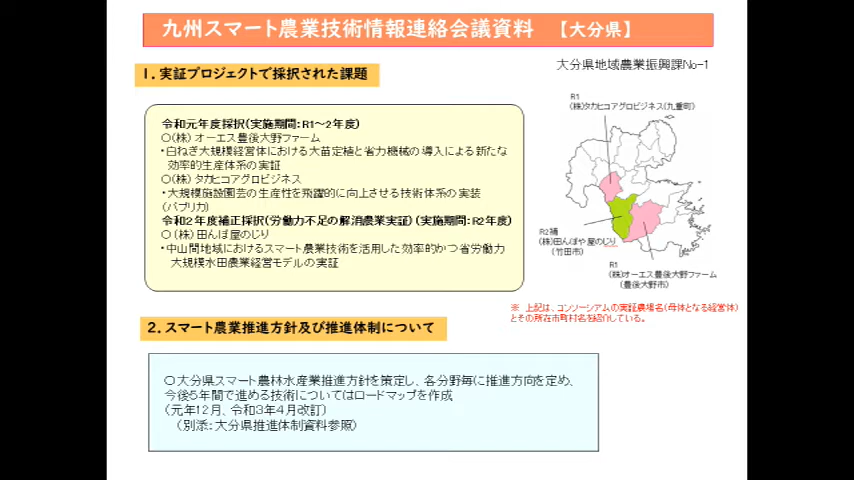 九州スマート農業技術情報連絡会議資料 【大分県】
大分県地域農業振興課No-1
1. 実証プロジェクトで採択された課題
令和元年度採択(実施期間:R1～2年度)
○(株) オーエス豊後大野ファーム
・白ねぎ大規模経営体における大苗定植と省力機械の導入による新たな
効率的生産体系の実証
○(株) タカヒコアグロビジネス
・大規模施設園芸の生産性を飛躍的に向上させる技術体系の実装
(パプリカ)
令和2年度補正採択(労働力不足の解消農業実証) (実施期間:R2年度)
○ (株) 田んぼ屋のじり
・中山間地域におけるスマート農業技術を活用した効率的かつ省労働力
大規模水田農業経営モデルの実証
R1
(株)タカヒコアグロビジネス(九重町)
R2補
(株)田んぼや屋のじり
(竹田市)
R1
(株)オーエス豊後大野ファーム
(豊後大野市)
※ 上記は、コンソーシアムの実証農場名(母体となる経営体)
とその所在市町村名を紹介している。
2. スマート農業推進方針及び推進体制について
○大分県スマート農林水産業推進方針を策定し、各分野毎に推進方向を定め、
今後5年間で進める技術についてはロードマップを作成
(元年12月、令和3年4月改訂)
(別添:大分県推進体制資料参照)